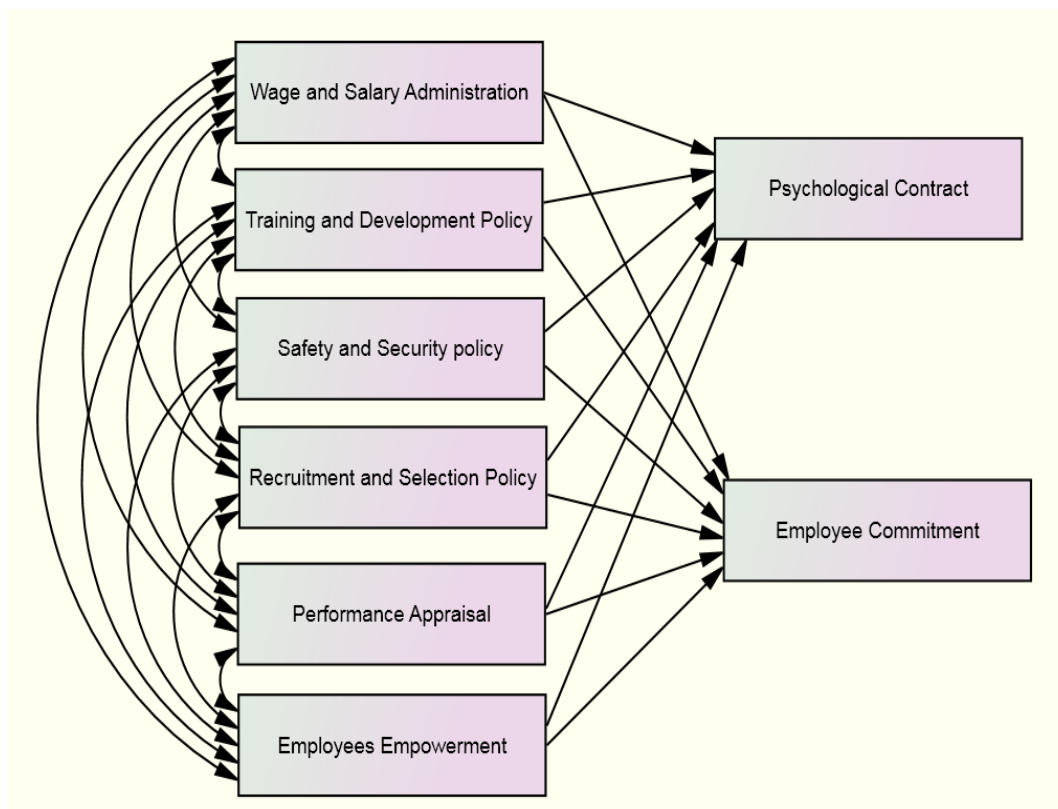 Wage and Salary Administration
Training and Development Policy
Safety and Security policy
Recruitment and Selection Policy
Performance Appraisal
Employees Empowerment
Psychological Contract
Employee Commitment